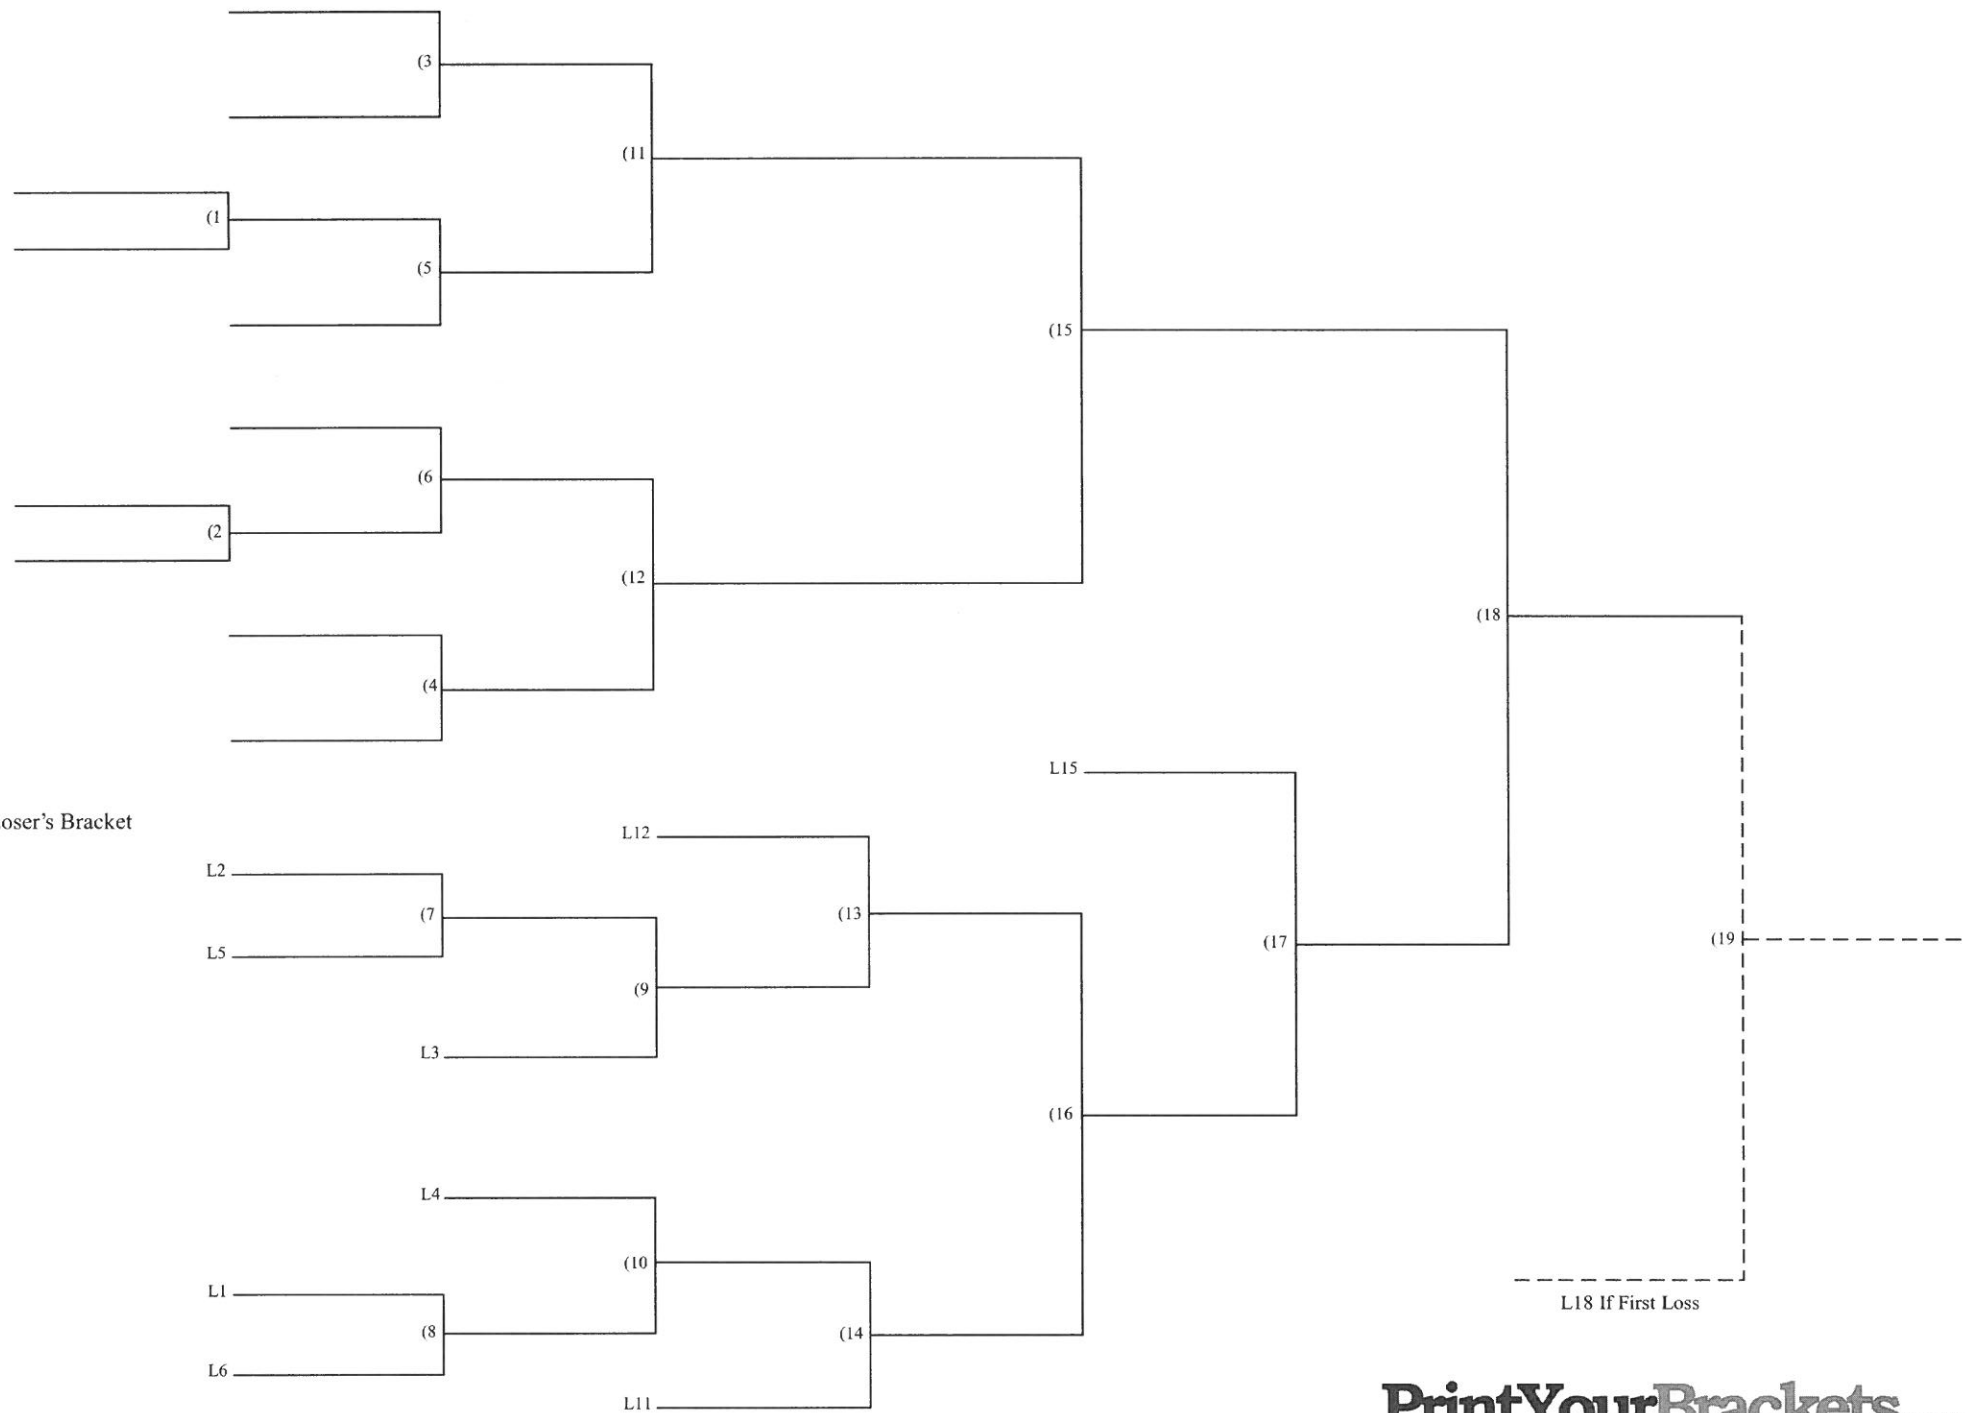 (3
(11
(1
(5
(15
(6
(2
(12
(18
(4
L15
oser's Bracket
L12
L2
(7
(13
(17
(19
L5
(9
L3
(16
L4
(10
L1
L18 If First Loss
(8
(14
L6
L11
PrintYourBrackets